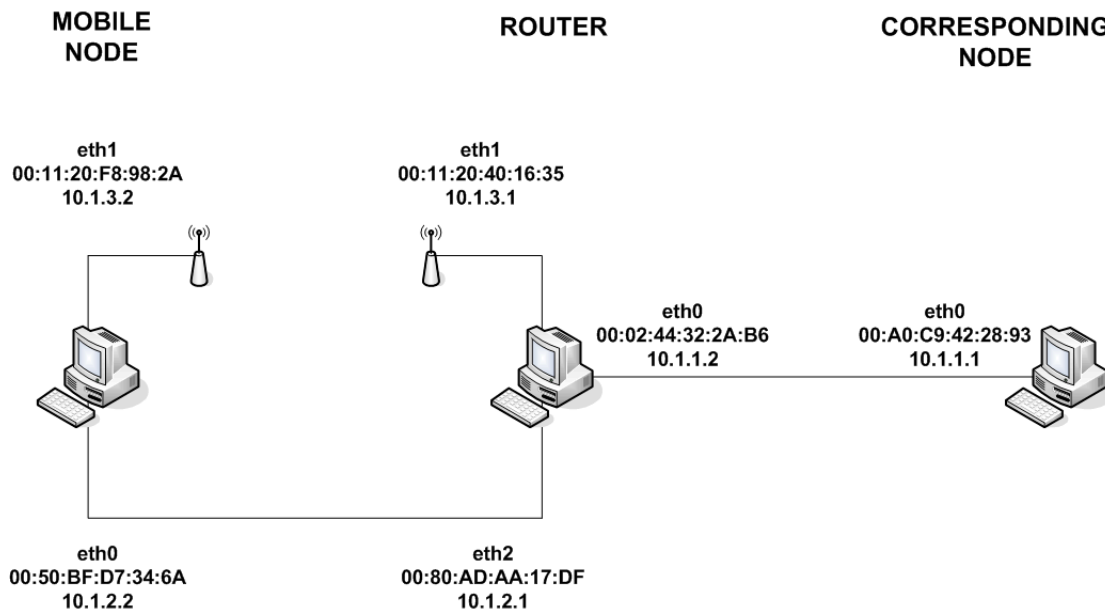 MOBILE
NODE
ROUTER
CORRESPONDING
NODE
eth1
00:11:20:F8:98:2A
10.1.3.2
eth1
00:11:20:40:16:35
10.1.3.1
eth0
00:02:44:32:2A:B6
10.1.1.2
eth0
00:A0:C9:42:28:93
10.1.1.1
eth0
00:50:BF:D7:34:6A
10.1.2.2
eth2
00:80:AD:AA:17:DF
10.1.2.1